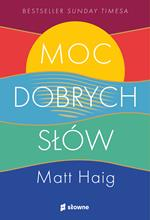 BESTSELLER SUNDAY TIMESA
MOC
DOBRYCH
SŁÓW
Matt Haig
słowne